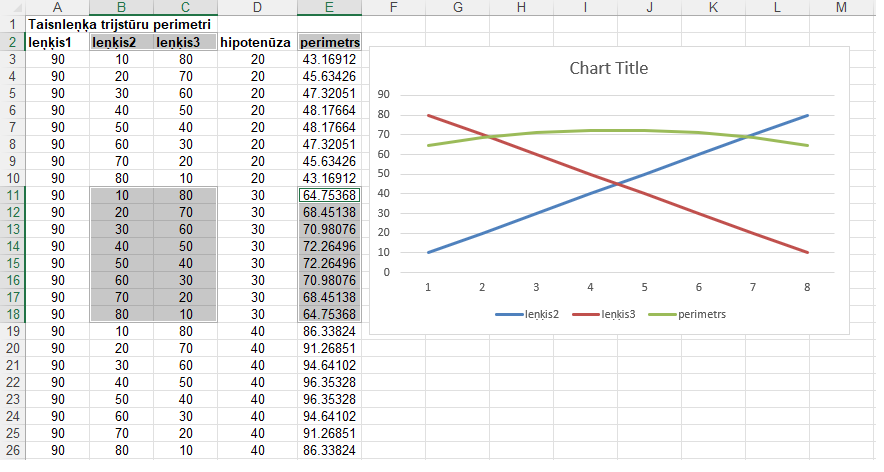 A B C D E F G H I J K L M
1 Taisnleņķa trijstūru perimetri
2 leņķis1 leņķis2 leņķis3 hipotenūza perimetrs
3 90 10 80 20 43.16912
4 90 20 70 20 45.63426
5 90 30 60 20 47.32051
6 90 40 50 20 48.17664
7 90 50 40 20 48.17664
8 90 60 30 20 47.32051
9 90 70 20 20 45.63426
10 90 80 10 20 43.16912
11 90 10 80 30 64.75368
12 90 20 70 30 68.45138
13 90 30 60 30 70.98076
14 90 40 50 30 72.26496
15 90 50 40 30 72.26496
16 90 60 30 30 70.98076
17 90 70 20 30 68.45138
18 90 80 10 30 64.75368
19 90 10 80 40 86.33824
20 90 20 70 40 91.26851
21 90 30 60 40 94.64102
22 90 40 50 40 96.35328
23 90 50 40 40 96.35328
24 90 60 30 40 94.64102
25 90 70 20 40 91.26851
26 90 80 10 40 86.33824
Chart Title
90
80
70
60
50
40
30
20
10
0
1 2 3 4 5 6 7 8
leņķis2 leņķis3 perimetrs